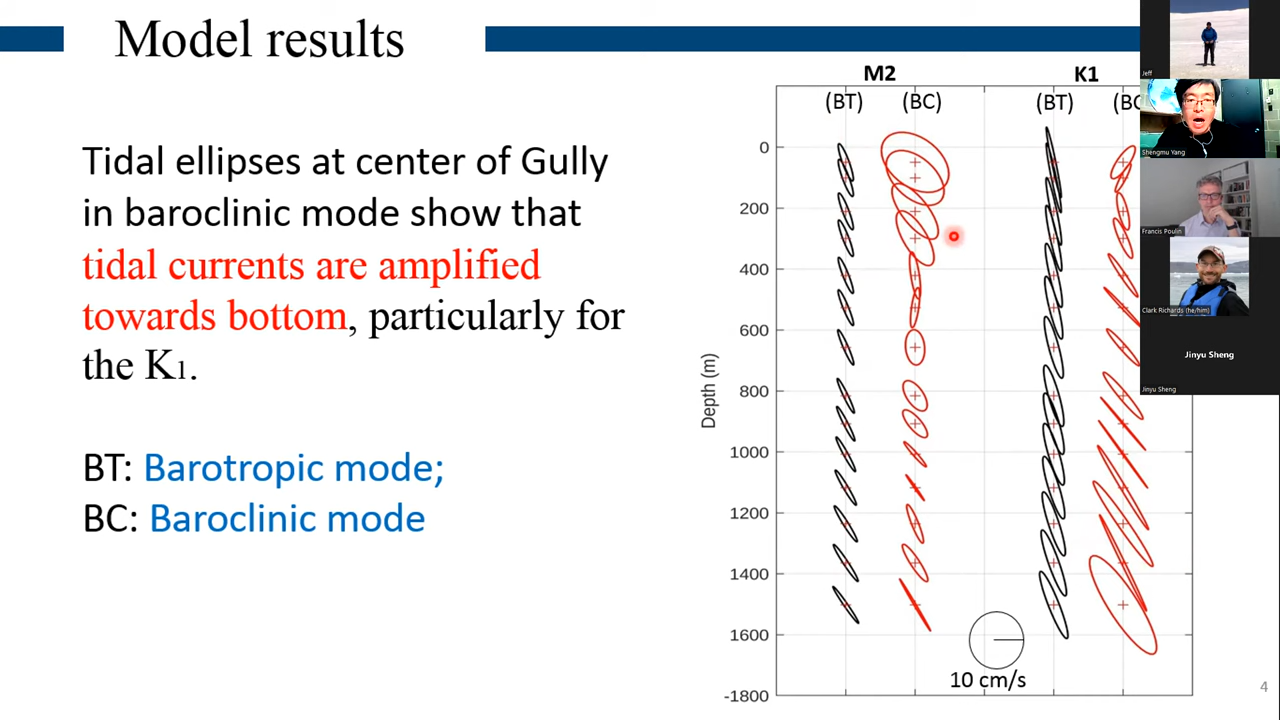 Model results
Tidal ellipses at center of Gully
in baroclinic mode show that
tidal currents are amplified
towards bottom, particularly for
the K1.
BT: Barotropic mode;
BC: Baroclinic mode
M2
K1
(BT)
(BC)
(BT)
0
200
400
600
800
1000
1200
1400
1600
-1800
Depth (m)
10 cm/s
4
Jeff
Shengmu Yang
Francis Poulin
Clark Richards (he/him)
Jinyu Sheng
Jinyu Sheng